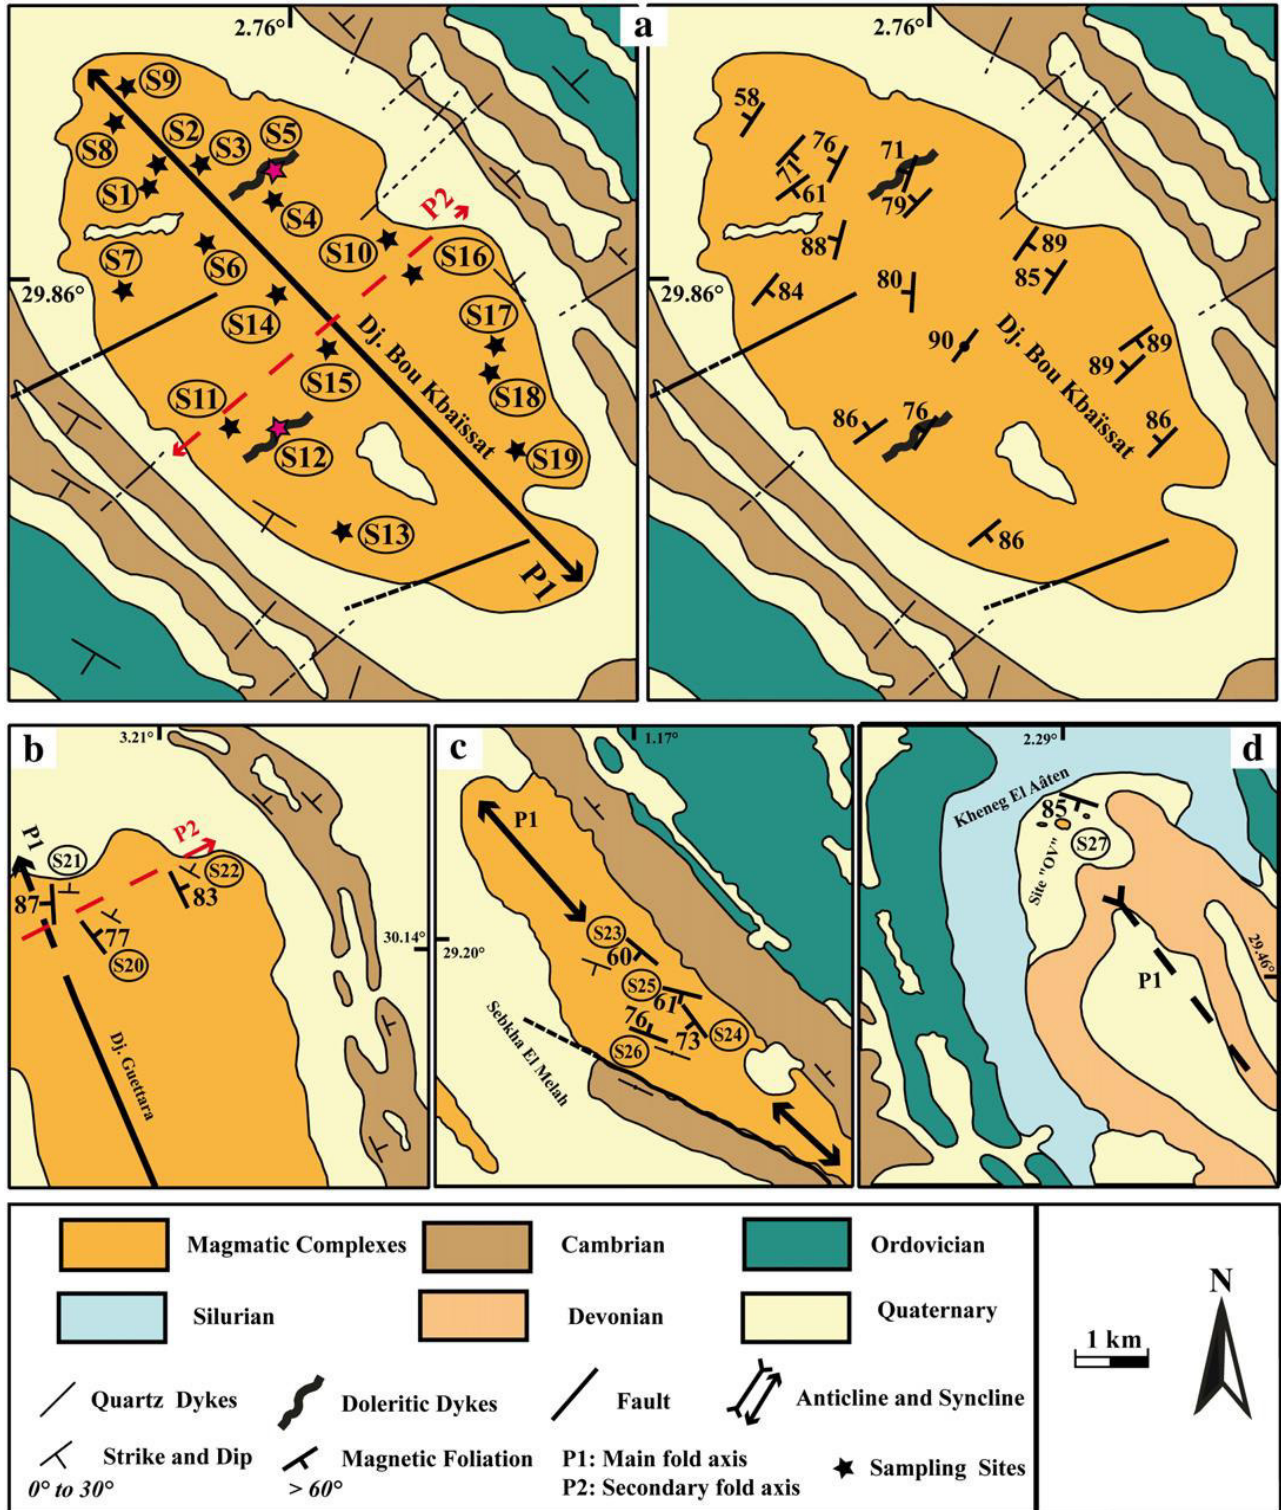 a
2.76°
2.76°
S9
S8
S2
S3
S5
S1
S4
S7
S6
S10
P2
S16
29.86°
S14
S17
S15
S18
S11
S12
S19
S13
Dj. Bou Kbaïssat
P1
58
76
71
71
61
79
88
89
29.86°
84
80
85
90
89
89
86
76
86
86
Dj. Bou Kbaïssat
b
3.21°
P1
S21
P2
S22
87
83
77
S20
30.14°
Dj. Guettara
c
1.17°
P1
S23
29.20°
60
S25
61
76
73
S24
S26
Sebkha El Melah
d
2.29°
Kheneg El Aâten
85
S27
Site "OV"
29.46°
P1
Magmatic Complexes
Cambrian
Ordovician
Silurian
Devonian
Quaternary
Quartz Dykes
Doleritic Dykes
Fault
Anticline and Syncline
Strike and Dip
0° to 30°
Magnetic Foliation
> 60°
P1: Main fold axis
P2: Secondary fold axis
Sampling Sites
N
1 km